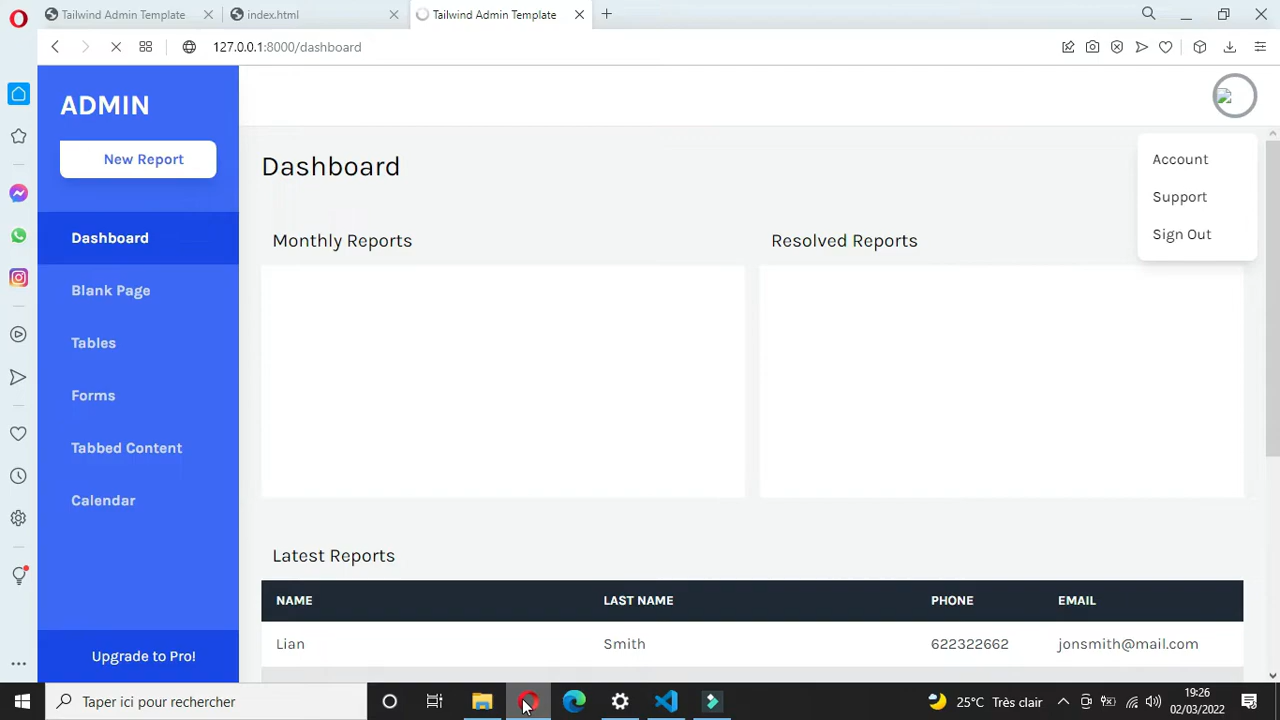 Tailwind Admin Template
index.html
Tailwind Admin Template
127.0.0.1:8000/dashboard
ADMIN
New Report
Dashboard
Blank Page
Tables
Forms
Tabbed Content
Calendar
Upgrade to Pro!
Account
Support
Sign Out
Dashboard
Monthly Reports
Resolved Reports
Latest Reports
NAME LAST NAME PHONE EMAIL
Lian Smith 622322662 jonsmith@mail.com
Taper ici pour rechercher
25°C Très clair
19:26
02/03/2022